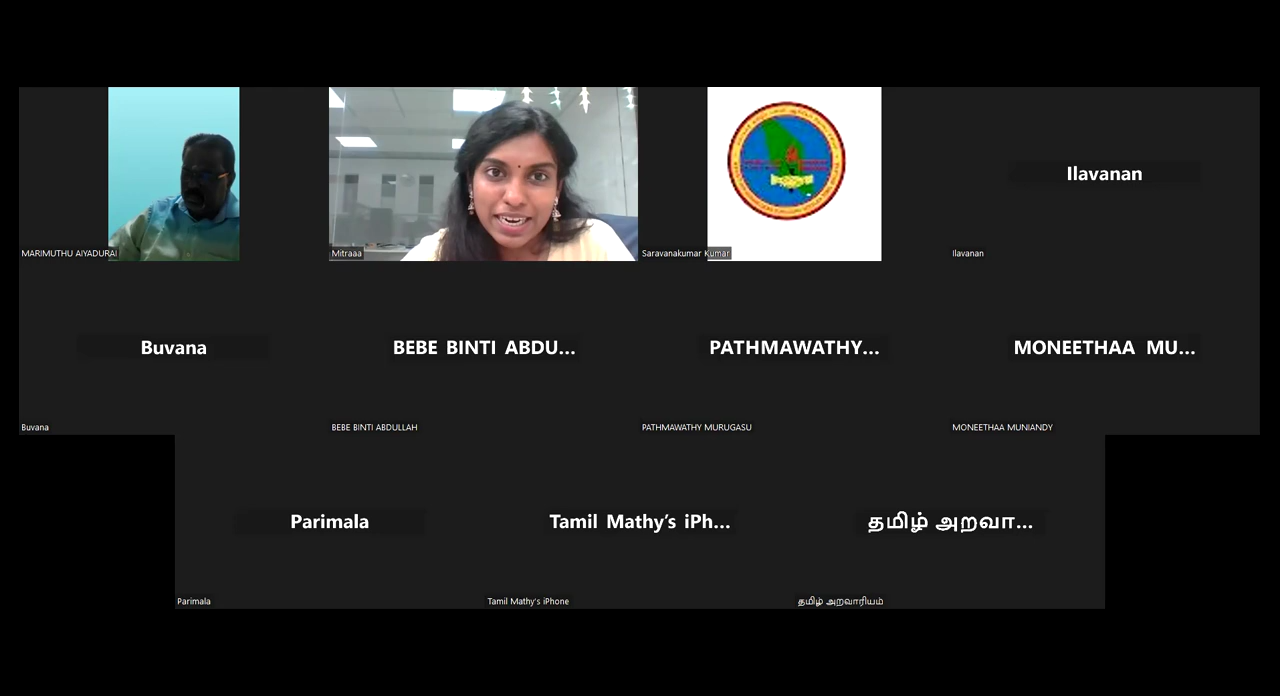 MARIMUTHU AIYADURAI
Mitraaa
Saravanakumar Kumar
Ilavanan
Ilavanan
Buvana
BEBE BINTI ABDU...
PATHMAWATHY...
MONEETHAA MU...
Buvana
BEBE BINTI ABDULLAH
PATHMAWATHY MURUGASU
MONEETHAA MUNIANDY
Parimala
Tamil Mathy's iPh...
தமிழ் அறவா...
Parimala
Tamil Mathy's iPhone
தமிழ் அறவாரியம்